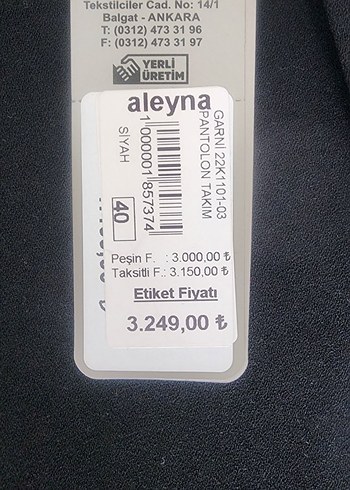 Tekstilciler Cad. No: 14/1
Balgat - ANKARA
T: (0312) 473 31 96
F: (0312) 473 31 97
YERLİ
ÜRETİM
aleyna
GARNİ 22K1101-03
PANTOLON TAKIM
1000001857374
SİYAH
40
Peşin F. : 3.000,00 ₺
Taksitli F.: 3.150,00 ₺
Etiket Fiyatı
3.249,00 ₺